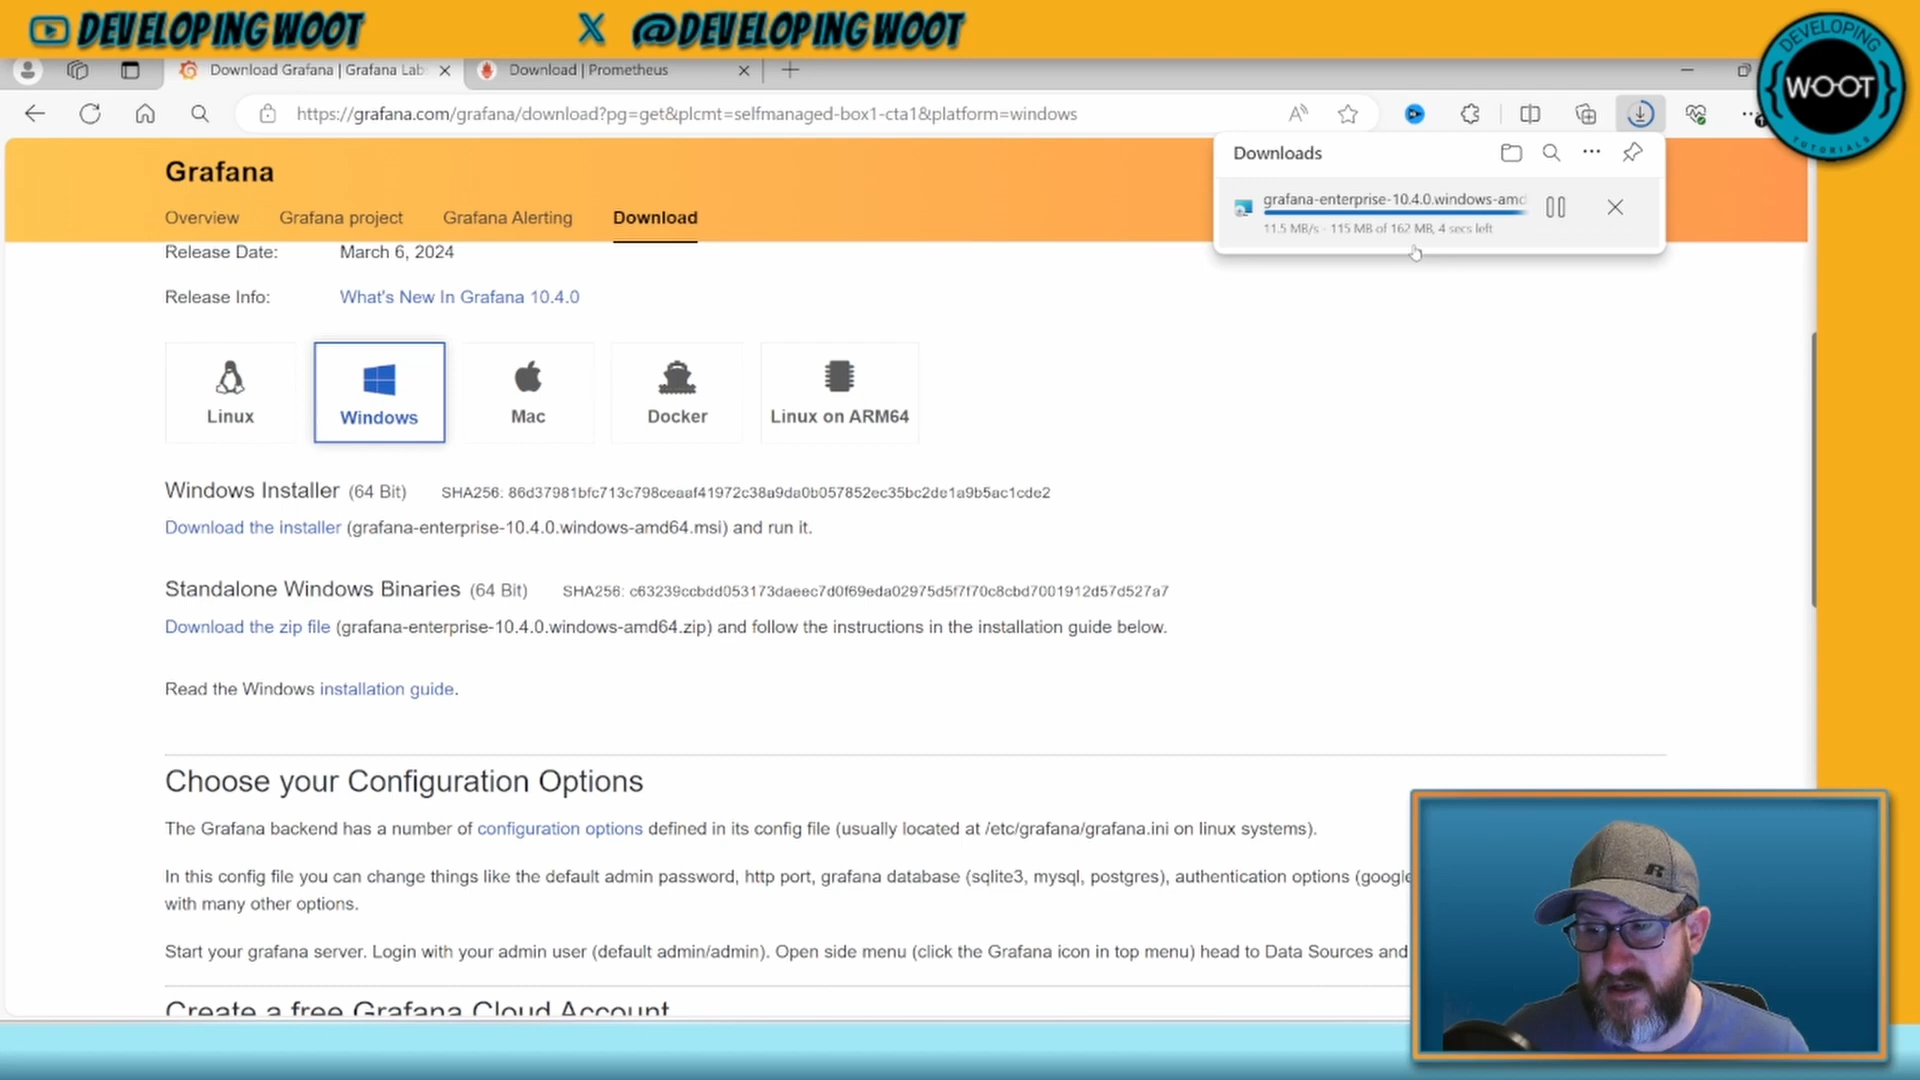 DEVELOPINGWOOT
@DEVELOPINGWOOT
DEVELOPING
WOOT
TUTORIALS
Download Grafana | Grafana Lab
Download | Prometheus
https://grafana.com/grafana/download?pg=get&plcmt=selfmanaged-box1-cta1&platform=windows
Downloads
grafana-enterprise-10.4.0.windows-amd
11.5 MB/s - 115 MB of 162 MB, 4 secs left
Grafana
Overview
Grafana project
Grafana Alerting
Download
Release Date: March 6, 2024
Release Info: What's New In Grafana 10.4.0
Linux
Windows
Mac
Docker
Linux on ARM64
Windows Installer (64 Bit) SHA256: 86d37981bfc713c798ceaaf41972c38a9da0b057852ec35bc2de1a9b5ac1cde2
Download the installer (grafana-enterprise-10.4.0.windows-amd64.msi) and run it.
Standalone Windows Binaries (64 Bit) SHA256: c63239ccbdd053173daeec7d0f69eda02975d5f7f70c8cbd7001912d57d527a7
Download the zip file (grafana-enterprise-10.4.0.windows-amd64.zip) and follow the instructions in the installation guide below.
Read the Windows installation guide.
Choose your Configuration Options
The Grafana backend has a number of configuration options defined in its config file (usually located at /etc/grafana/grafana.ini on linux systems).
In this config file you can change things like the default admin password, http port, grafana database (sqlite3, mysql, postgres), authentication options (google
with many other options.
Start your grafana server. Login with your admin user (default admin/admin). Open side menu (click the Grafana icon in top menu) head to Data Sources and
Create a free Grafana Cloud Account
R